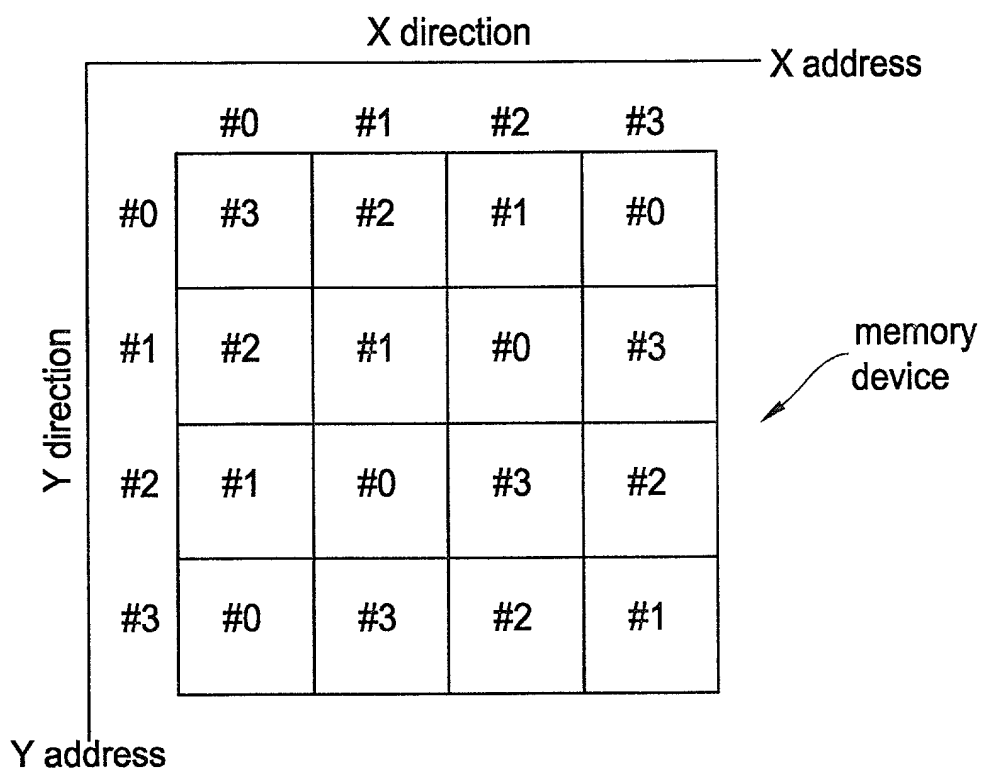 X direction
X address
#0 #1 #2 #3
#0 #3 #2 #1 #0
#1 #2 #1 #0 #3
#2 #1 #0 #3 #2
#3 #0 #3 #2 #1
Y direction
memory
device
Y address